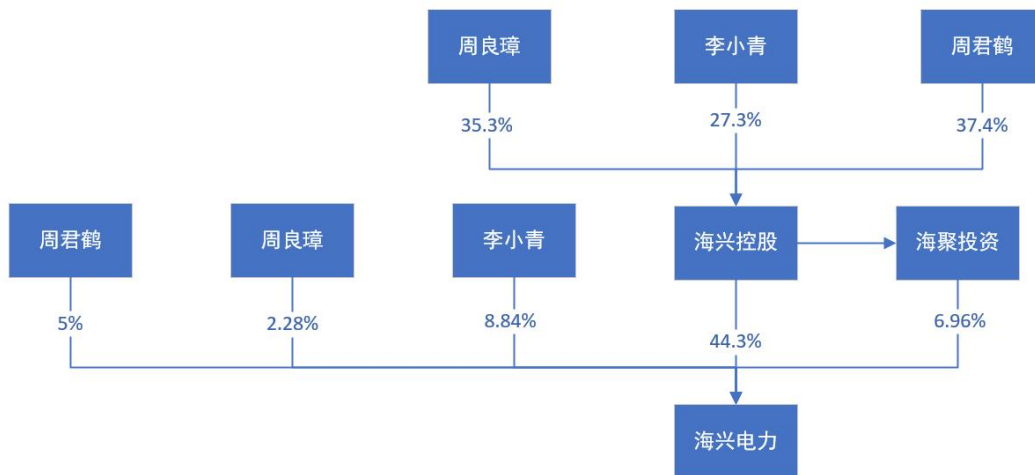 周良璋
李小青
周君鹤
35.3%
27.3%
37.4%
周君鹤
周良璋
李小青
海兴控股
海聚投资
5%
2.28%
8.84%
44.3%
6.96%
海兴电力